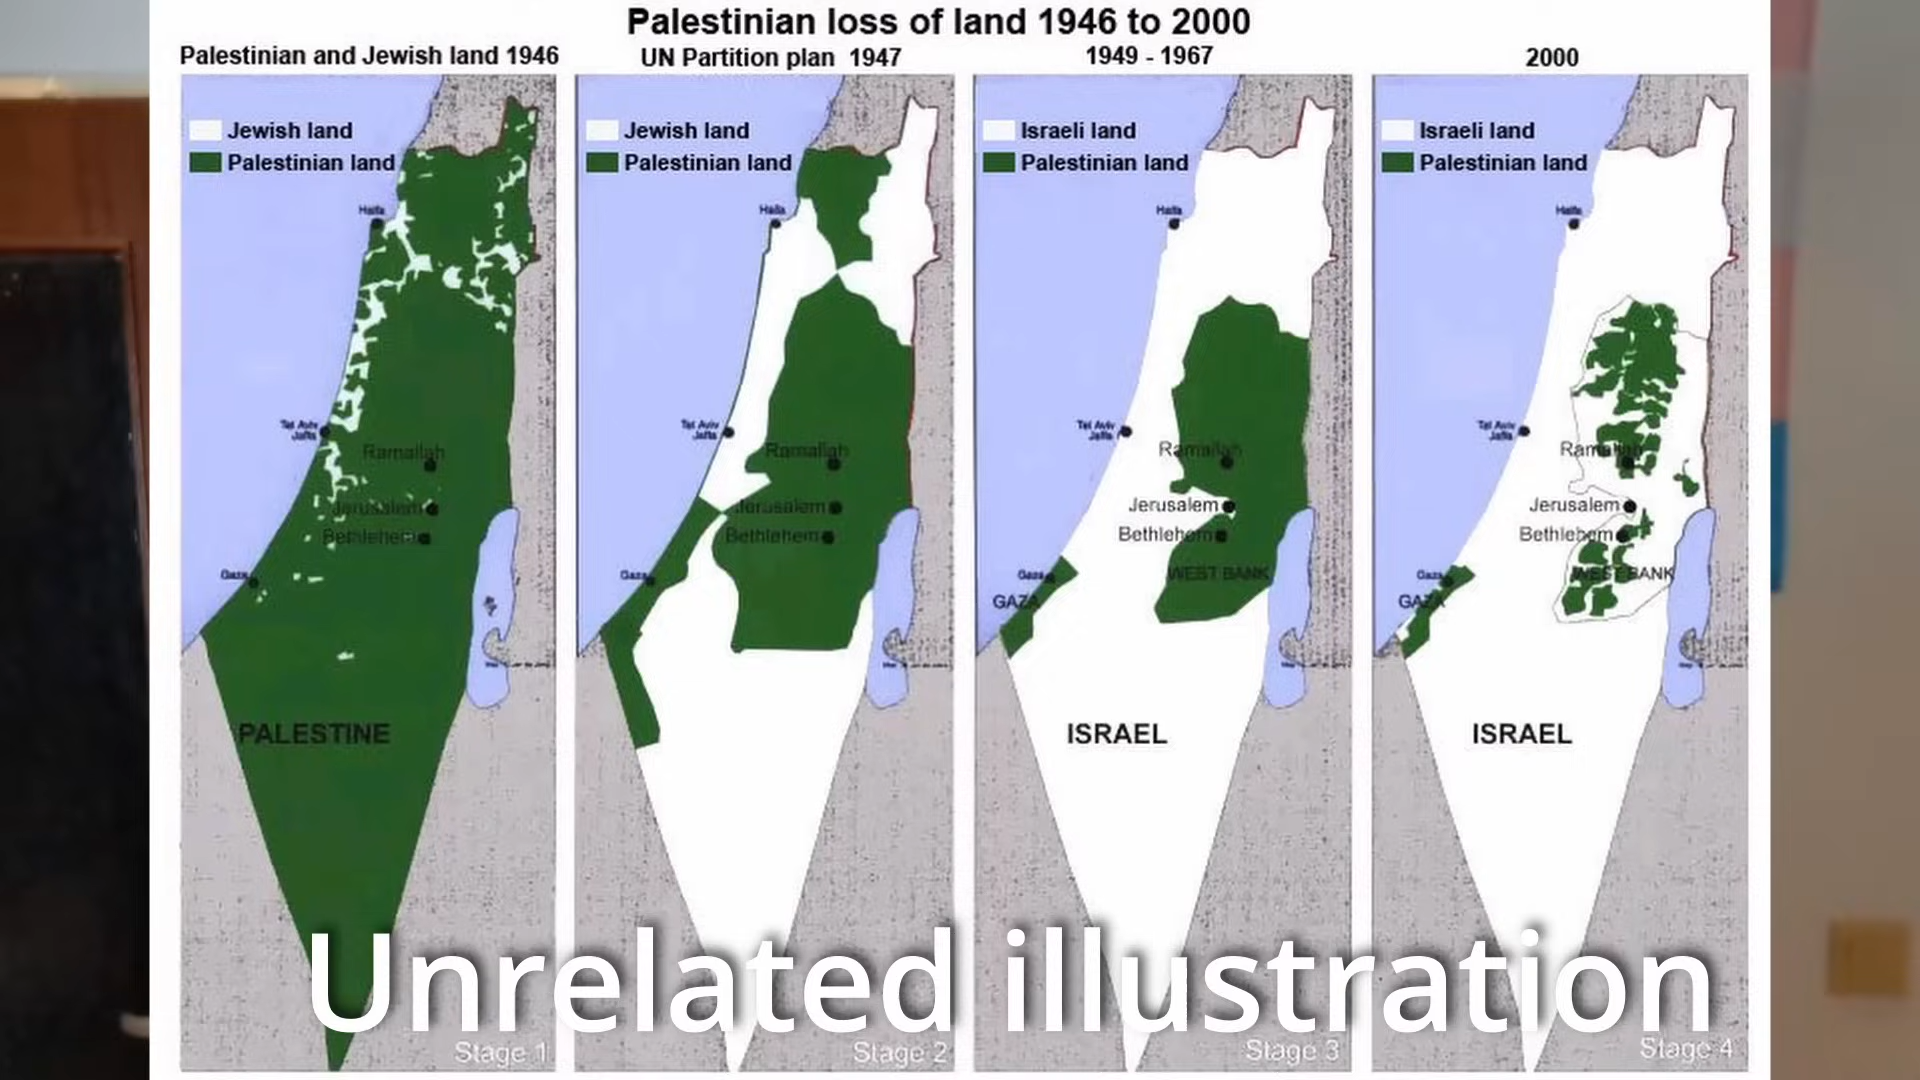 Palestinian loss of land 1946 to 2000
Palestinian and Jewish land 1946
Jewish land
Palestinian land
Haifa
Tel Aviv
Jaffa
Ramallah
Jerusalem
Bethlehem
Gaza
PALESTINE
Stage 1
UN Partition plan 1947
Jewish land
Palestinian land
Haifa
Tel Aviv
Jaffa
Ramallah
Jerusalem
Bethlehem
Gaza
Stage 2
1949 - 1967
Israeli land
Palestinian land
Haifa
Tel Aviv
Jaffa
Ramallah
Jerusalem
Bethlehem
WEST BANK
Gaza
GAZA
ISRAEL
Stage 3
2000
Israeli land
Palestinian land
Haifa
Tel Aviv
Jaffa
Ramallah
Jerusalem
Bethlehem
WEST BANK
Gaza
GAZA
ISRAEL
Stage 4
Unrelated illustration